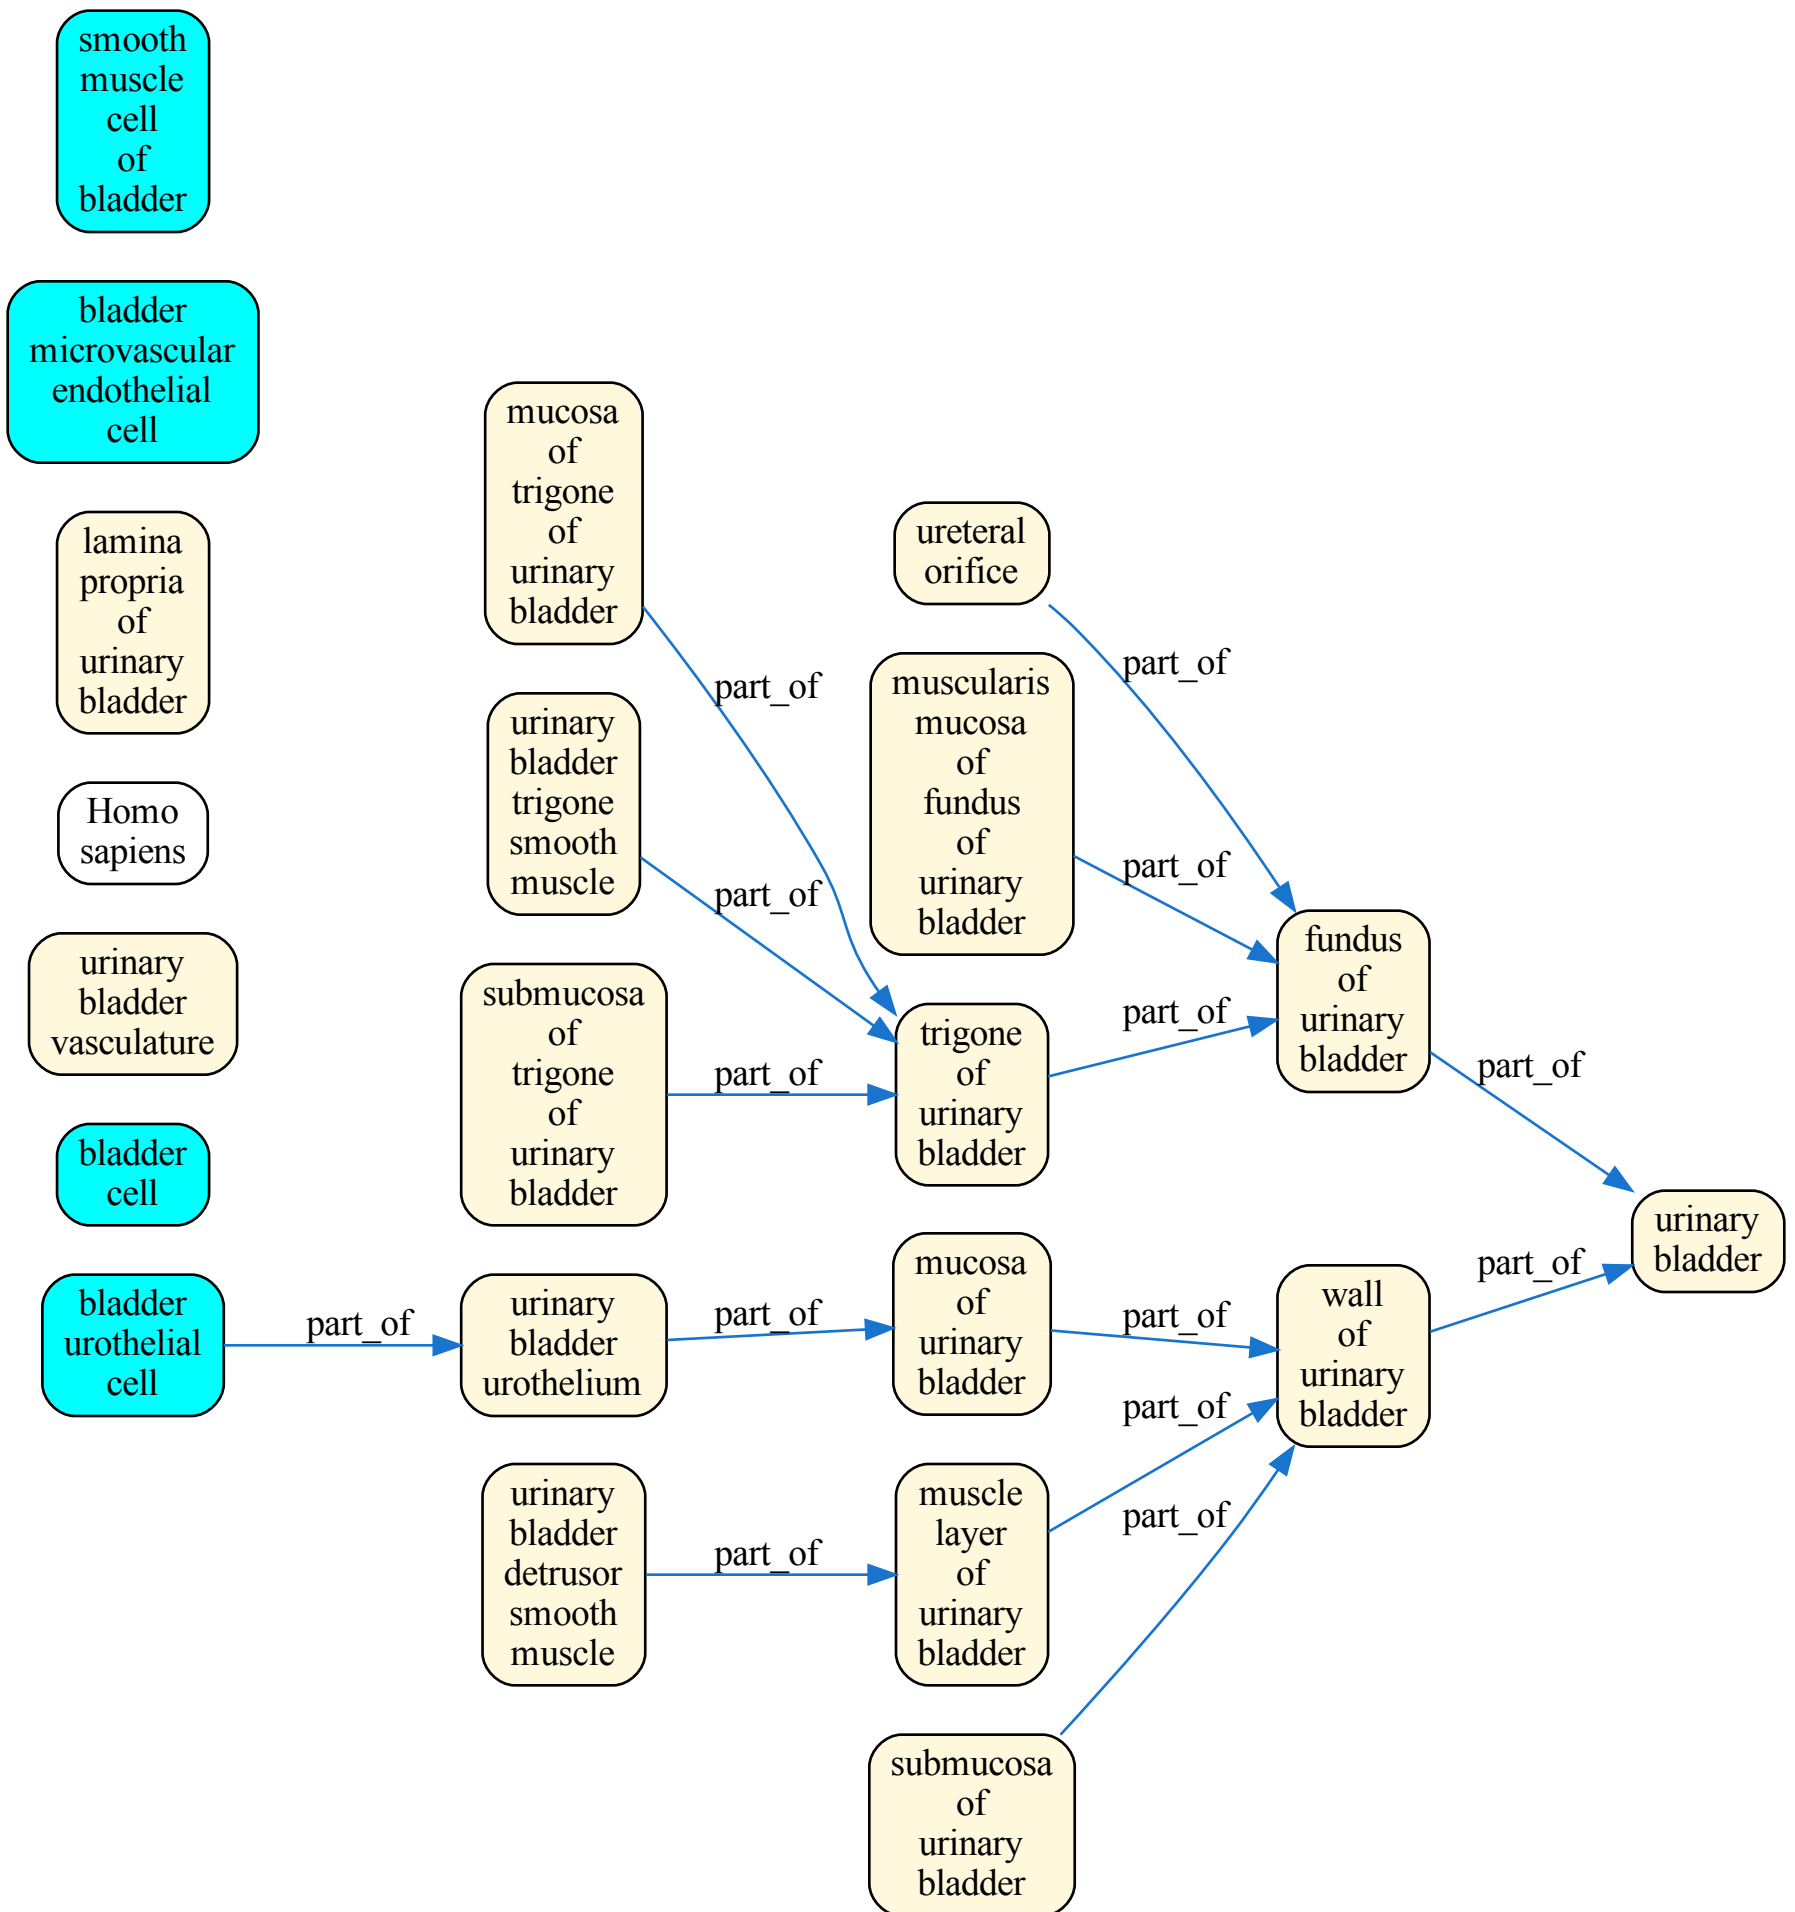 smooth
muscle
cell
of
bladder
bladder
microvascular
endothelial
cell
lamina
propria
of
urinary
bladder
Homo
sapiens
urinary
bladder
vasculature
bladder
cell
bladder
urothelial
cell
part_of
mucosa
of
trigone
of
urinary
bladder
part_of
urinary
bladder
trigone
smooth
muscle
part_of
submucosa
of
trigone
of
urinary
bladder
part_of
urinary
bladder
urothelium
part_of
urinary
bladder
detrusor
smooth
muscle
part_of
ureteral
orifice
part_of
muscularis
mucosa
of
fundus
of
urinary
bladder
part_of
trigone
of
urinary
bladder
part_of
mucosa
of
urinary
bladder
part_of
muscle
layer
of
urinary
bladder
part_of
submucosa
of
urinary
bladder
part_of
fundus
of
urinary
bladder
part_of
wall
of
urinary
bladder
part_of
urinary
bladder